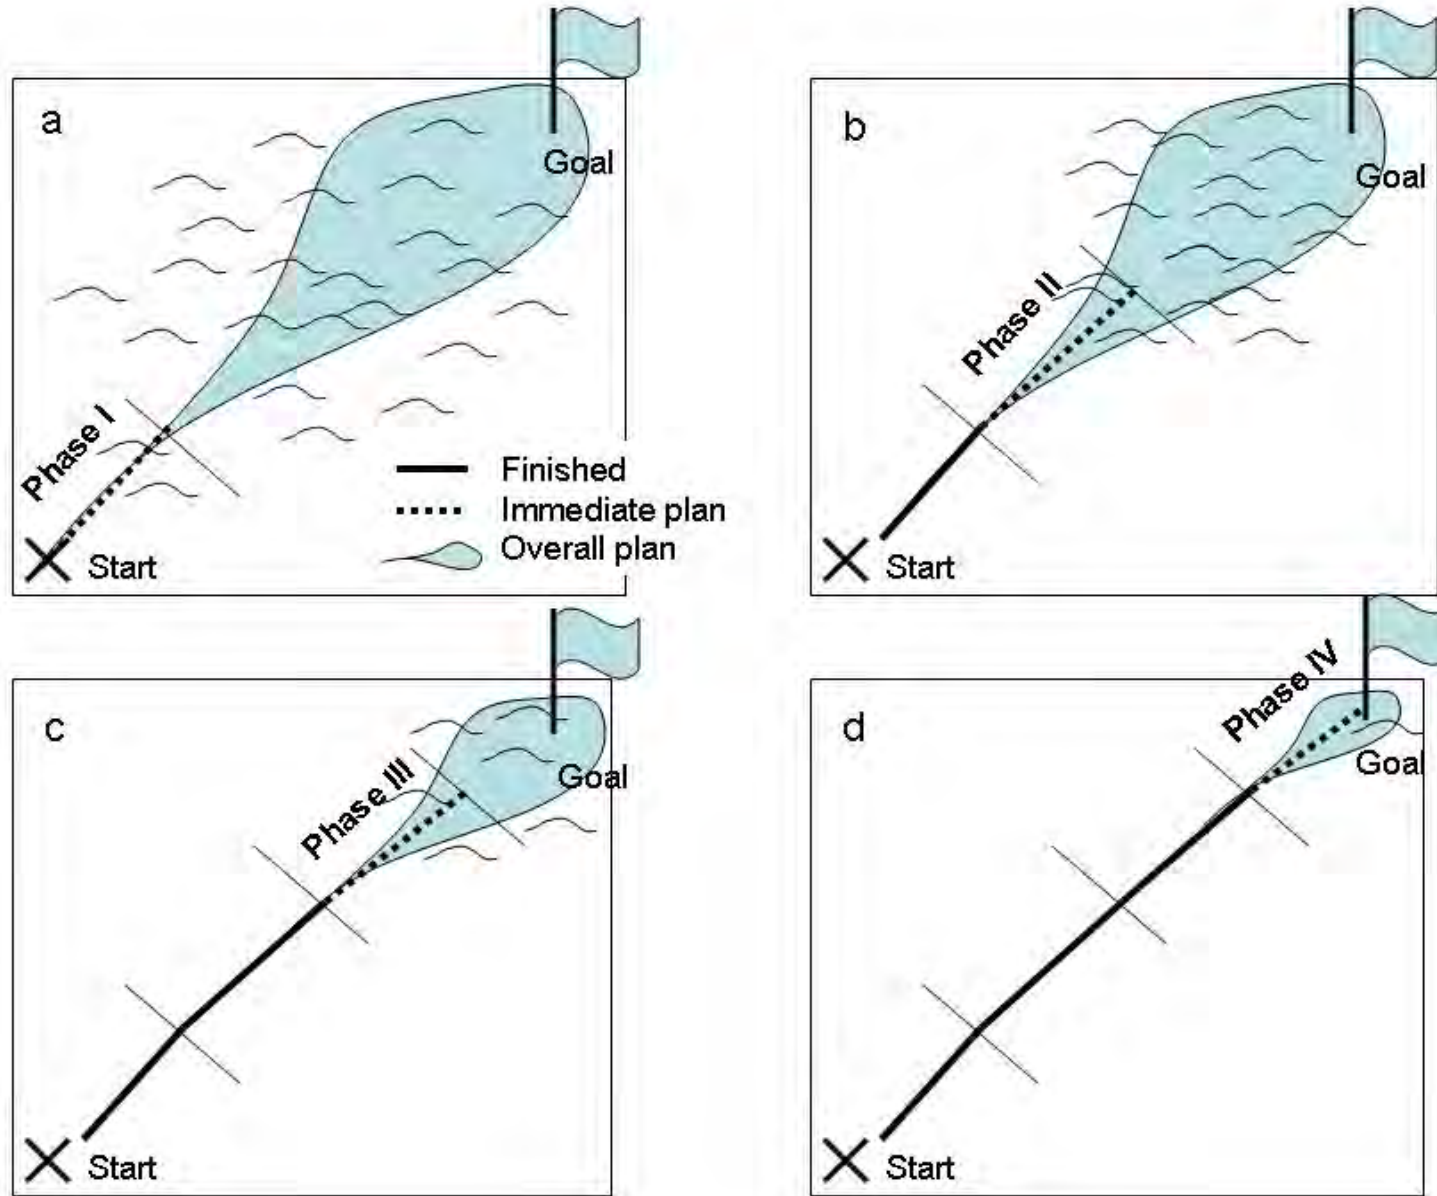 a
Goal
Phase I
Start
Finished
Immediate plan
Overall plan
b
Goal
Phase II
Start
c
Goal
Phase III
Start
d
Phase IV
Goal
Start